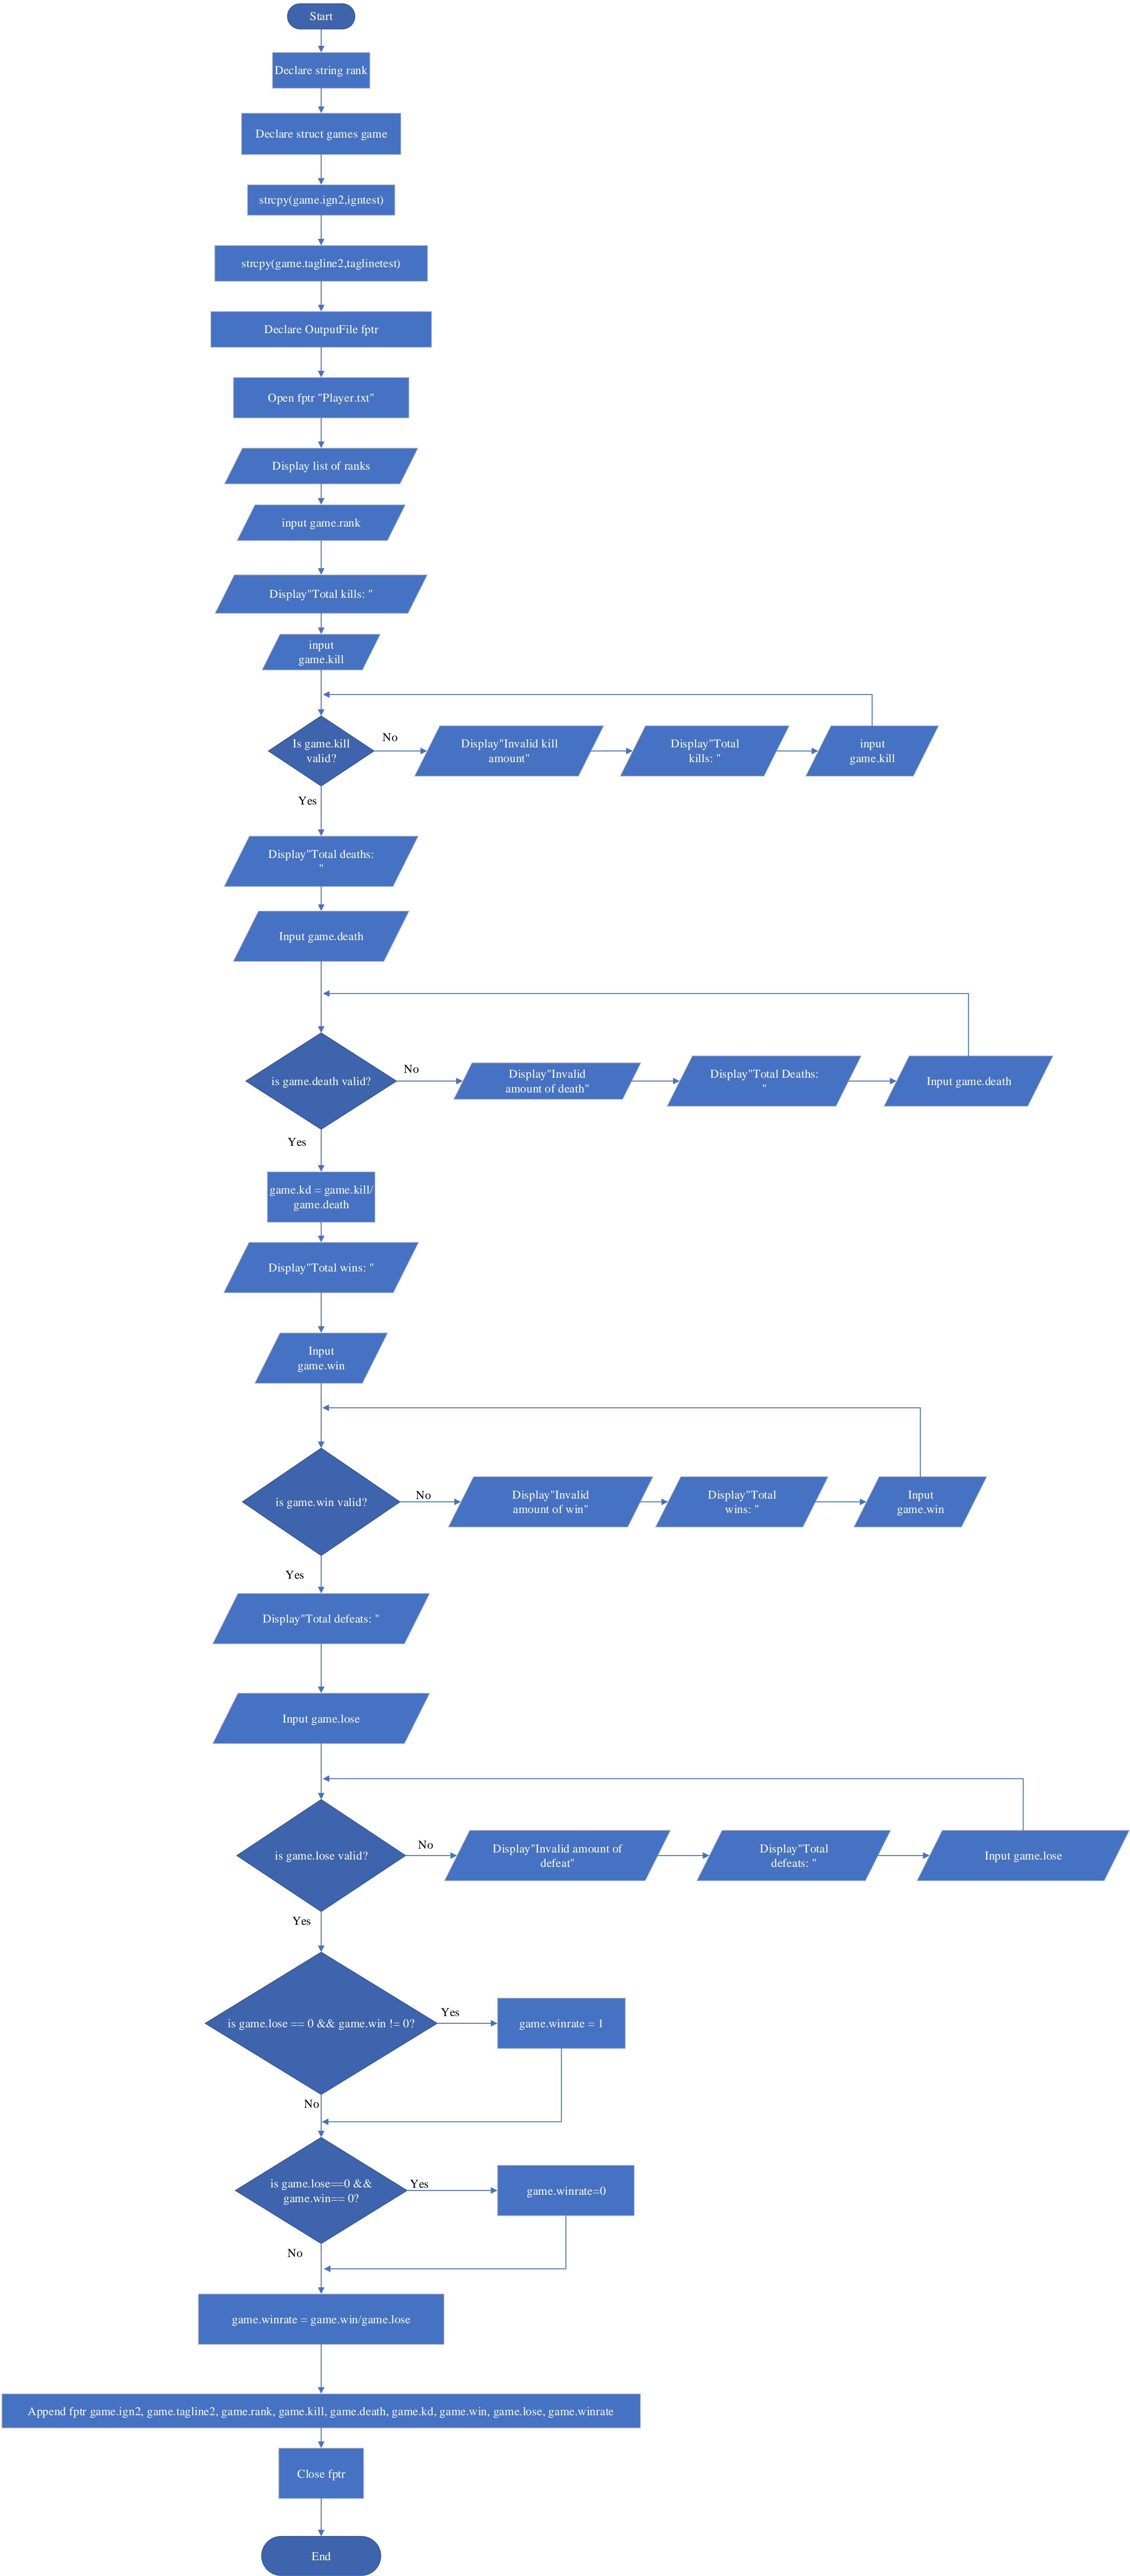 Start
Declare string rank
Declare struct games game
strcpy(game.ign2,igntest)
strcpy(game.tagline2,taglinetest)
Declare OutputFile fptr
Open fptr "Player.txt"
Display list of ranks
input game.rank
Display"Total kills: "
input
game.kill
Is game.kill
valid?
No
Display"Invalid kill
amount"
Display"Total
kills: "
input
game.kill
Yes
Display"Total deaths:
"
Input game.death
is game.death valid?
No
Display"Invalid
amount of death"
Display"Total Deaths:
"
Input game.death
Yes
game.kd = game.kill/
game.death
Display"Total wins: "
Input
game.win
is game.win valid?
No
Display"Invalid
amount of win"
Display"Total
wins: "
Input
game.win
Yes
Display"Total defeats: "
Input game.lose
is game.lose valid?
No
Display"Invalid amount of
defeat"
Display"Total
defeats: "
Input game.lose
Yes
is game.lose == 0 && game.win != 0?
Yes
game.winrate = 1
No
is game.lose==0 &&
game.win== 0?
Yes
game.winrate=0
No
game.winrate = game.win/game.lose
Append fptr game.ign2, game.tagline2, game.rank, game.kill, game.death, game.kd, game.win, game.lose, game.winrate
Close fptr
End